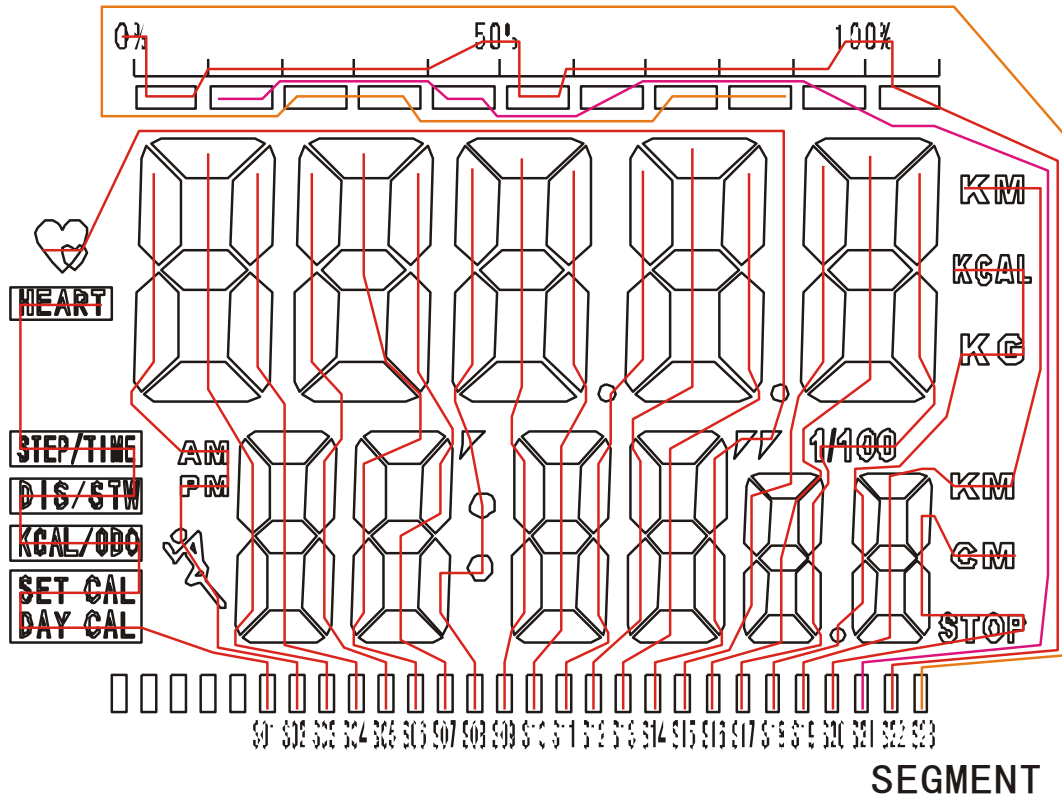 0% 50% 100%
KM
KCAL
HEART
KG
STEP/TIME AM 1/100
DIS/STW PM KM
KCAL/ODO
CM
SET CAL
DAY CAL STOP
S01 S02 S03 S04 S05 S06 S07 S08 S09 S10 S11 S12 S13 S14 S15 S16 S17 S18 S19 S20 S21 S22 S23
SEGMENT